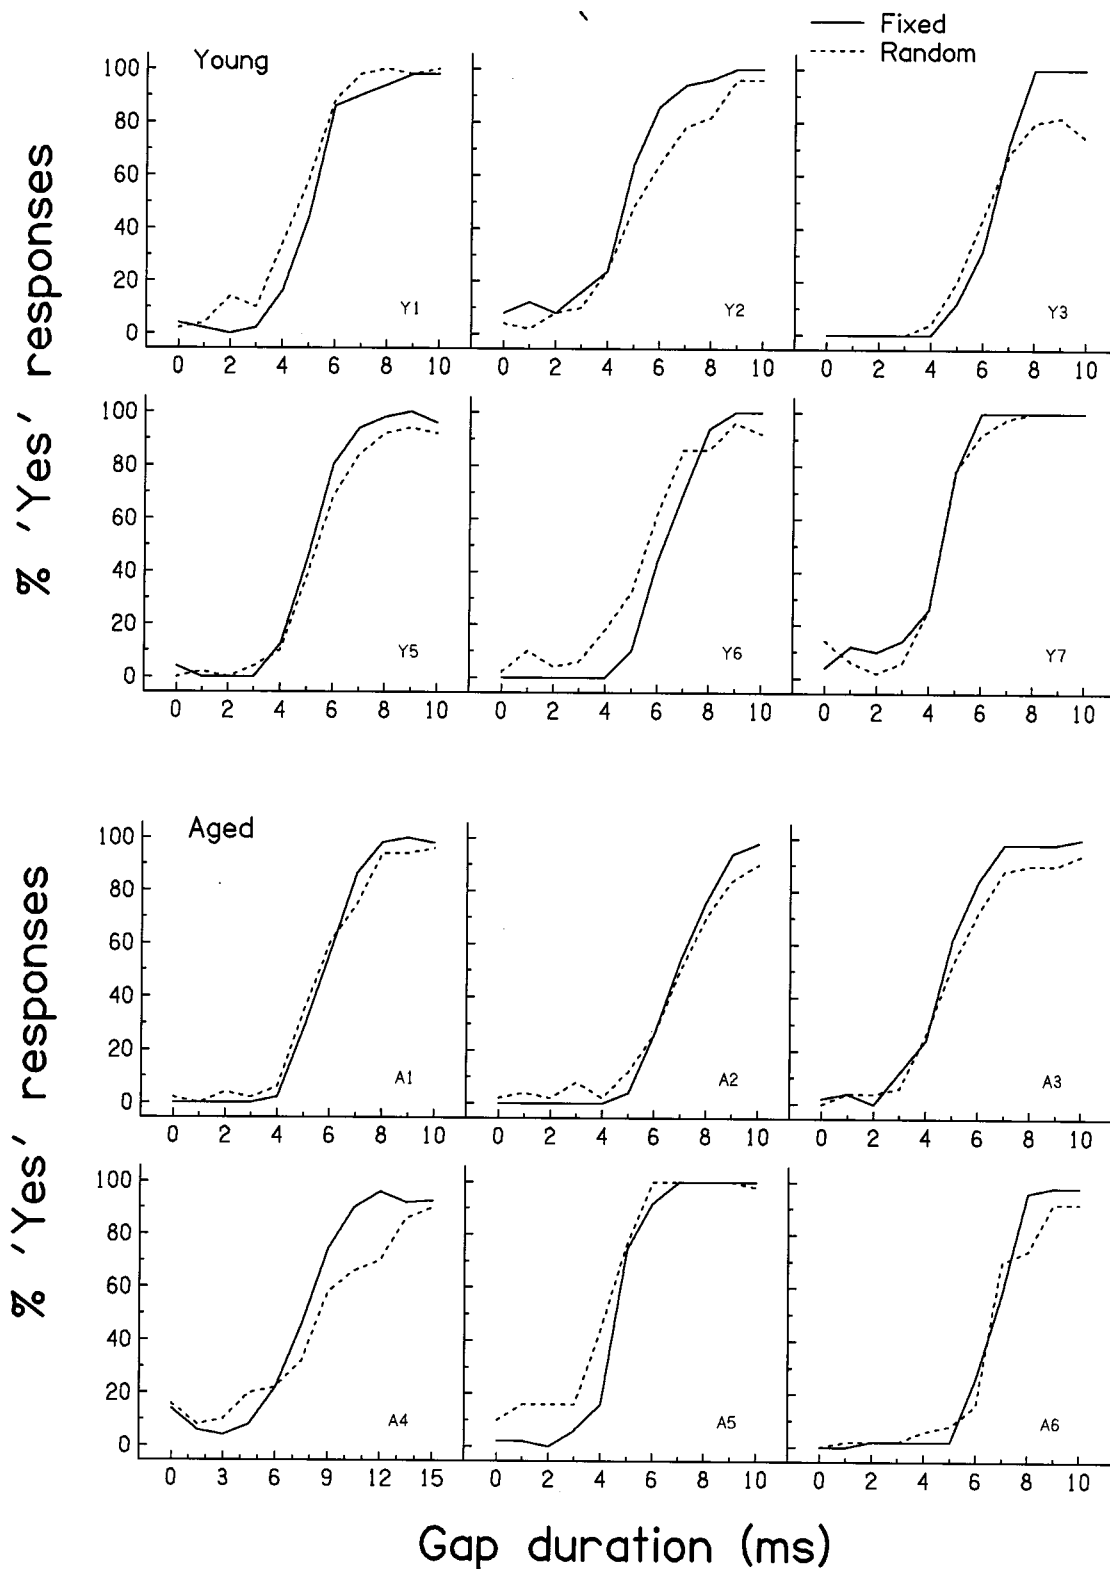 Fixed
Random
Young
% 'Yes' responses
100
80
60
40
20
0
Y1
Y2
Y3
0 2 4 6 8 10
0 2 4 6 8 10
0 2 4 6 8 10
100
80
60
40
20
0
Y5
Y6
Y7
0 2 4 6 8 10
0 2 4 6 8 10
0 2 4 6 8 10
Aged
% 'Yes' responses
100
80
60
40
20
0
A1
A2
A3
0 2 4 6 8 10
0 2 4 6 8 10
0 2 4 6 8 10
100
80
60
40
20
0
A4
A5
A6
0 3 6 9 12 15
0 2 4 6 8 10
0 2 4 6 8 10
Gap duration (ms)